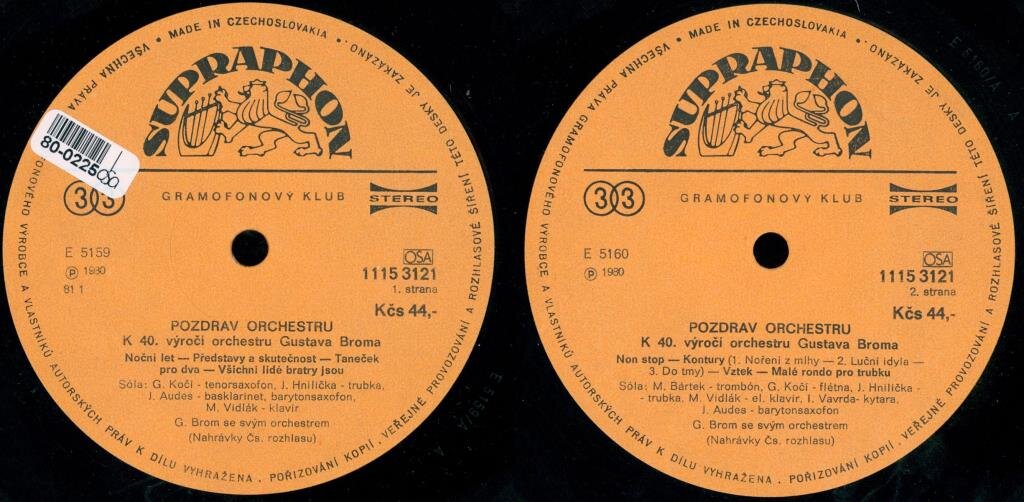 VŠECHNA PRÁVA
ONOVÉHO VÝROBCE A VLASTNÍKŮ AUTORSKÝCH PRÁV K DÍLU VYHRAŽENA. POŘIZOVÁNÍ KOPIÍ, VEŘEJNÉ PROVOZOVÁNÍ A ROZHLASOVÉ ŠÍŘENÍ TÉTO DESKY JE ZAKÁZÁNO.
• MADE IN CZECHOSLOVAKIA •
SUPRAPHON
80-0225
33
GRAMOFONOVÝ KLUB
STEREO
E 5159
Ⓟ 1980
81 1
OSA
1115 3121
1. strana
Kčs 44,-
POZDRAV ORCHESTRU
K 40. výročí orchestru Gustava Broma
Noční let — Představy a skutečnost — Taneček
pro dva — Všichni lidé bratry jsou
Sóla: G. Kočí - tenorsaxofon, J. Hnilička - trubka,
J. Audes - basklarinet, barytonsaxofon,
M. Vidlák - klavír
G. Brom se svým orchestrem
(Nahrávky Čs. rozhlasu)
E 5159/A
A
VŠECHNA PRÁVA GRAMOFONOVÉHO VÝROBCE A VLASTNÍKŮ AUTORSKÝCH PRÁV K DÍLU VYHRAŽENA. POŘIZOVÁNÍ KOPIÍ, VEŘEJNÉ PROVOZOVÁNÍ A ROZHLASOVÉ ŠÍŘENÍ TÉTO DESKY JE ZAKÁZÁNO.
• MADE IN CZECHOSLOVAKIA •
SUPRAPHON
33
GRAMOFONOVÝ KLUB
STEREO
E 5160
Ⓟ 1980
OSA
1115 3121
2. strana
Kčs 44,-
POZDRAV ORCHESTRU
K 40. výročí orchestru Gustava Broma
Non stop — Kontury (1. Noření z mlhy — 2. Luční idyla —
3. Do tmy) — Vztek — Malé rondo pro trubku
Sóla: M. Bártek - trombón, G. Kočí - flétna, J. Hnilička -
- trubka, M. Vidlák - el. klavír, I. Vavrda- kytara,
J. Audes - barytonsaxofon
G. Brom se svým orchestrem
(Nahrávky Čs. rozhlasu)
E 5160/A
A